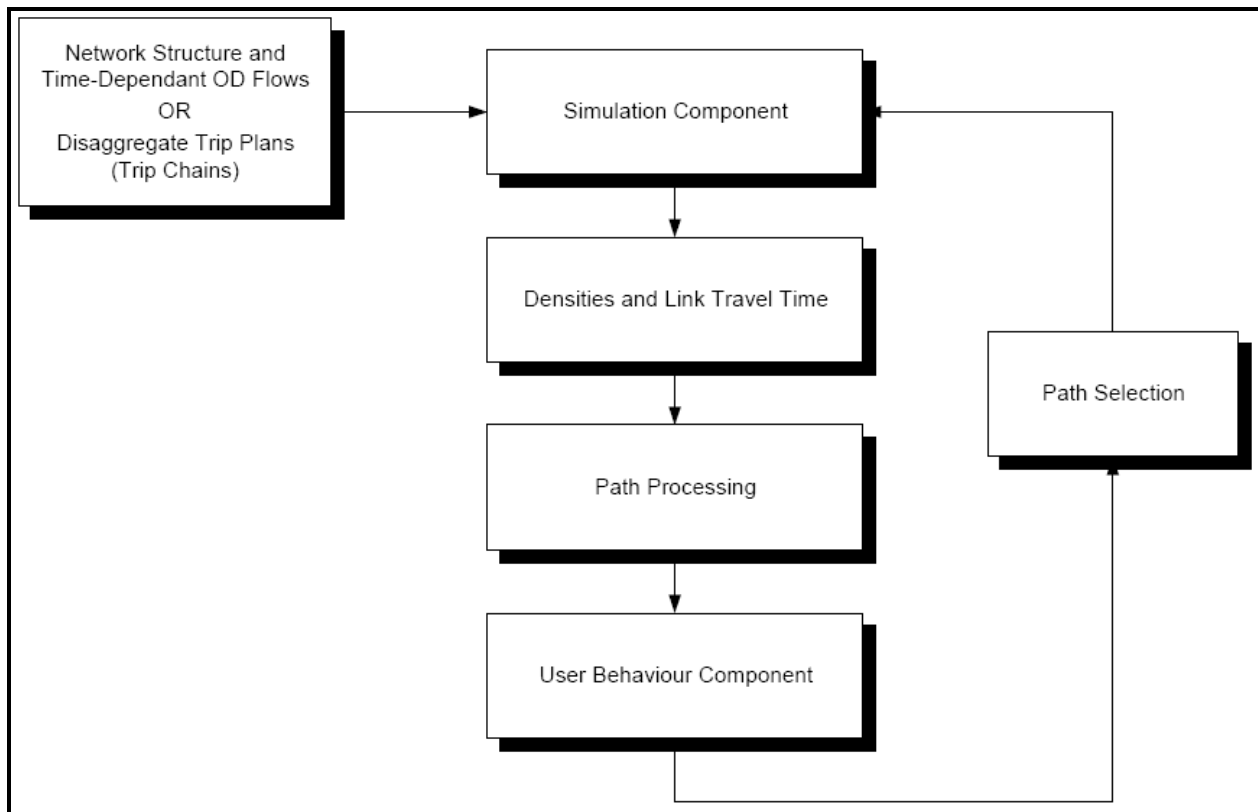 Network Structure and
Time-Dependant OD Flows
OR
Disaggregate Trip Plans
(Trip Chains)
Simulation Component
Densities and Link Travel Time
Path Selection
Path Processing
User Behaviour Component